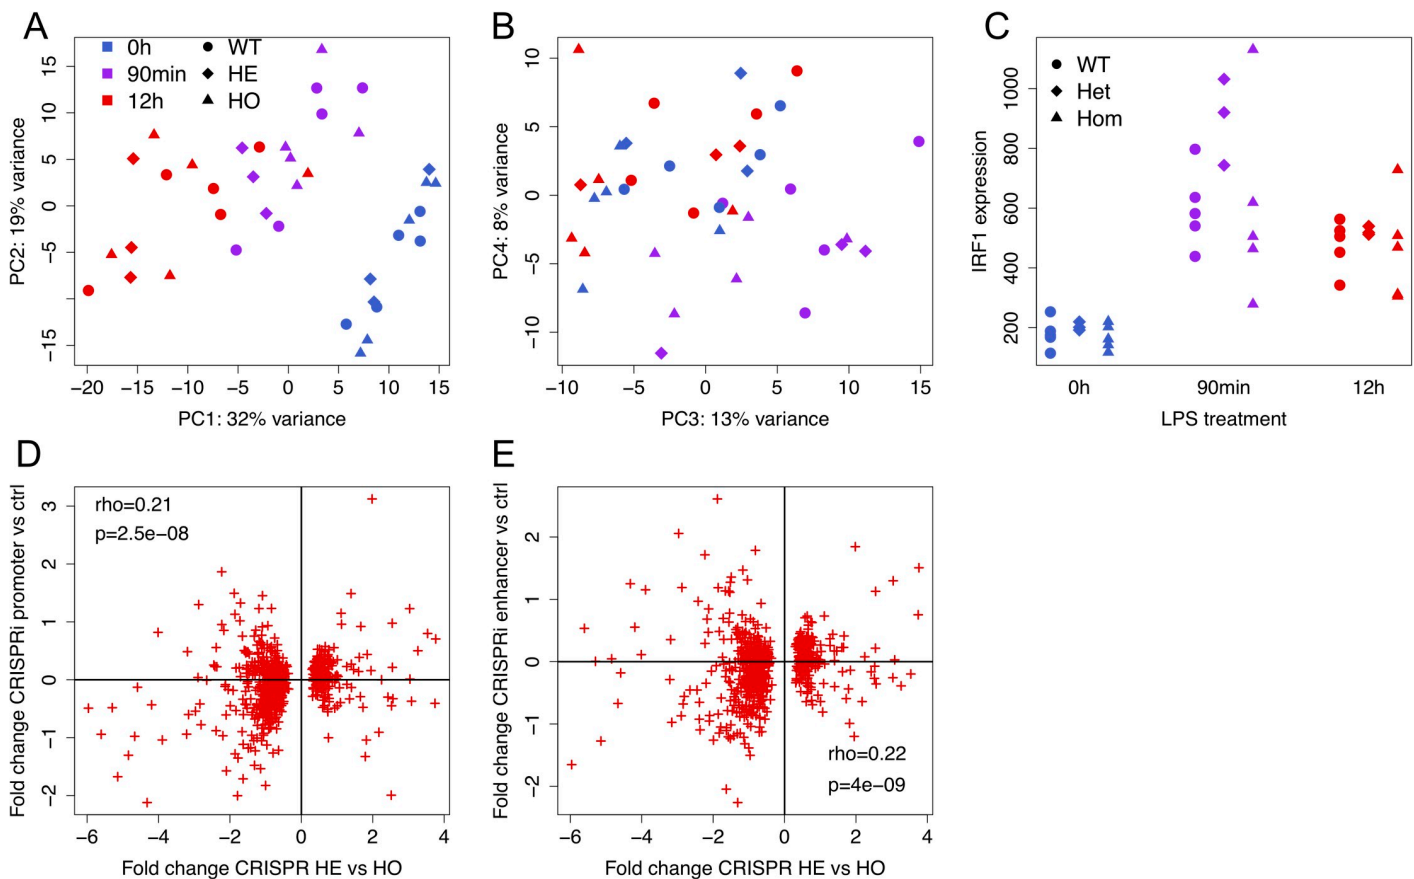 A
0h
WT
90min
HE
12h
HO
PC2: 19% variance
15
10
5
0
−5
−15
−20
−15
−10
−5
0
5
10
15
PC1: 32% variance
B
PC4: 8% variance
10
5
0
−5
−10
−10
−5
0
5
10
15
PC3: 13% variance
C
WT
Het
Hom
IRF1 expression
1000
800
600
400
200
0h
90min
12h
LPS treatment
D
rho=0.21
p=2.5e−08
Fold change CRISPRi promoter vs ctrl
3
2
1
0
−1
−2
−6
−4
−2
0
2
4
Fold change CRISPR HE vs HO
E
Fold change CRISPRi enhancer vs ctrl
2
1
0
−1
−2
rho=0.22
p=4e−09
−6
−4
−2
0
2
4
Fold change CRISPR HE vs HO